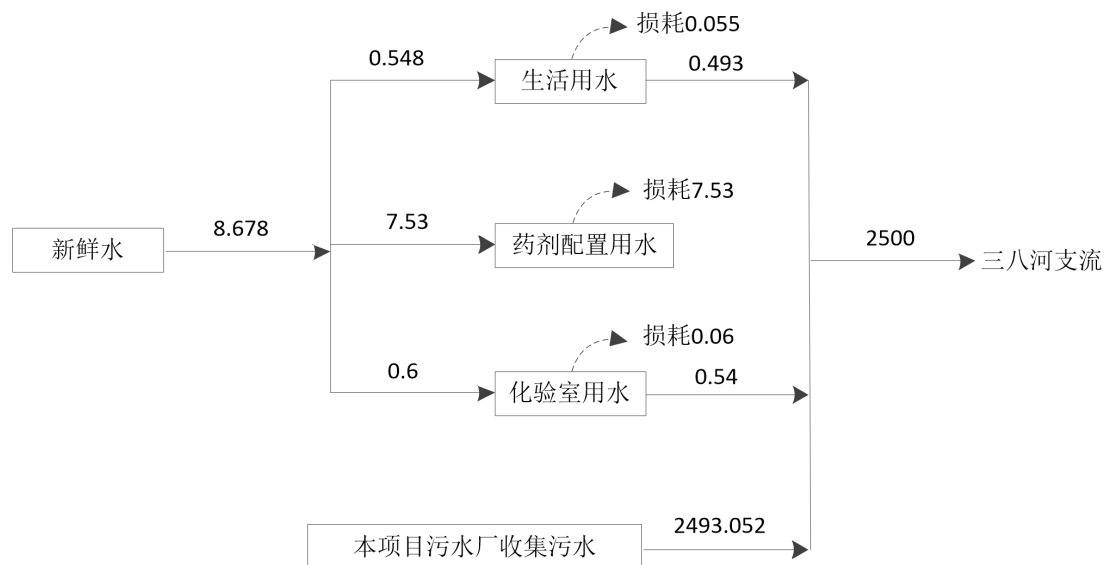 损耗0.055
0.548
生活用水
0.493
损耗7.53
新鲜水
8.678
7.53
药剂配置用水
2500
三八河支流
损耗0.06
0.6
化验室用水
0.54
本项目污水厂收集污水
2493.052